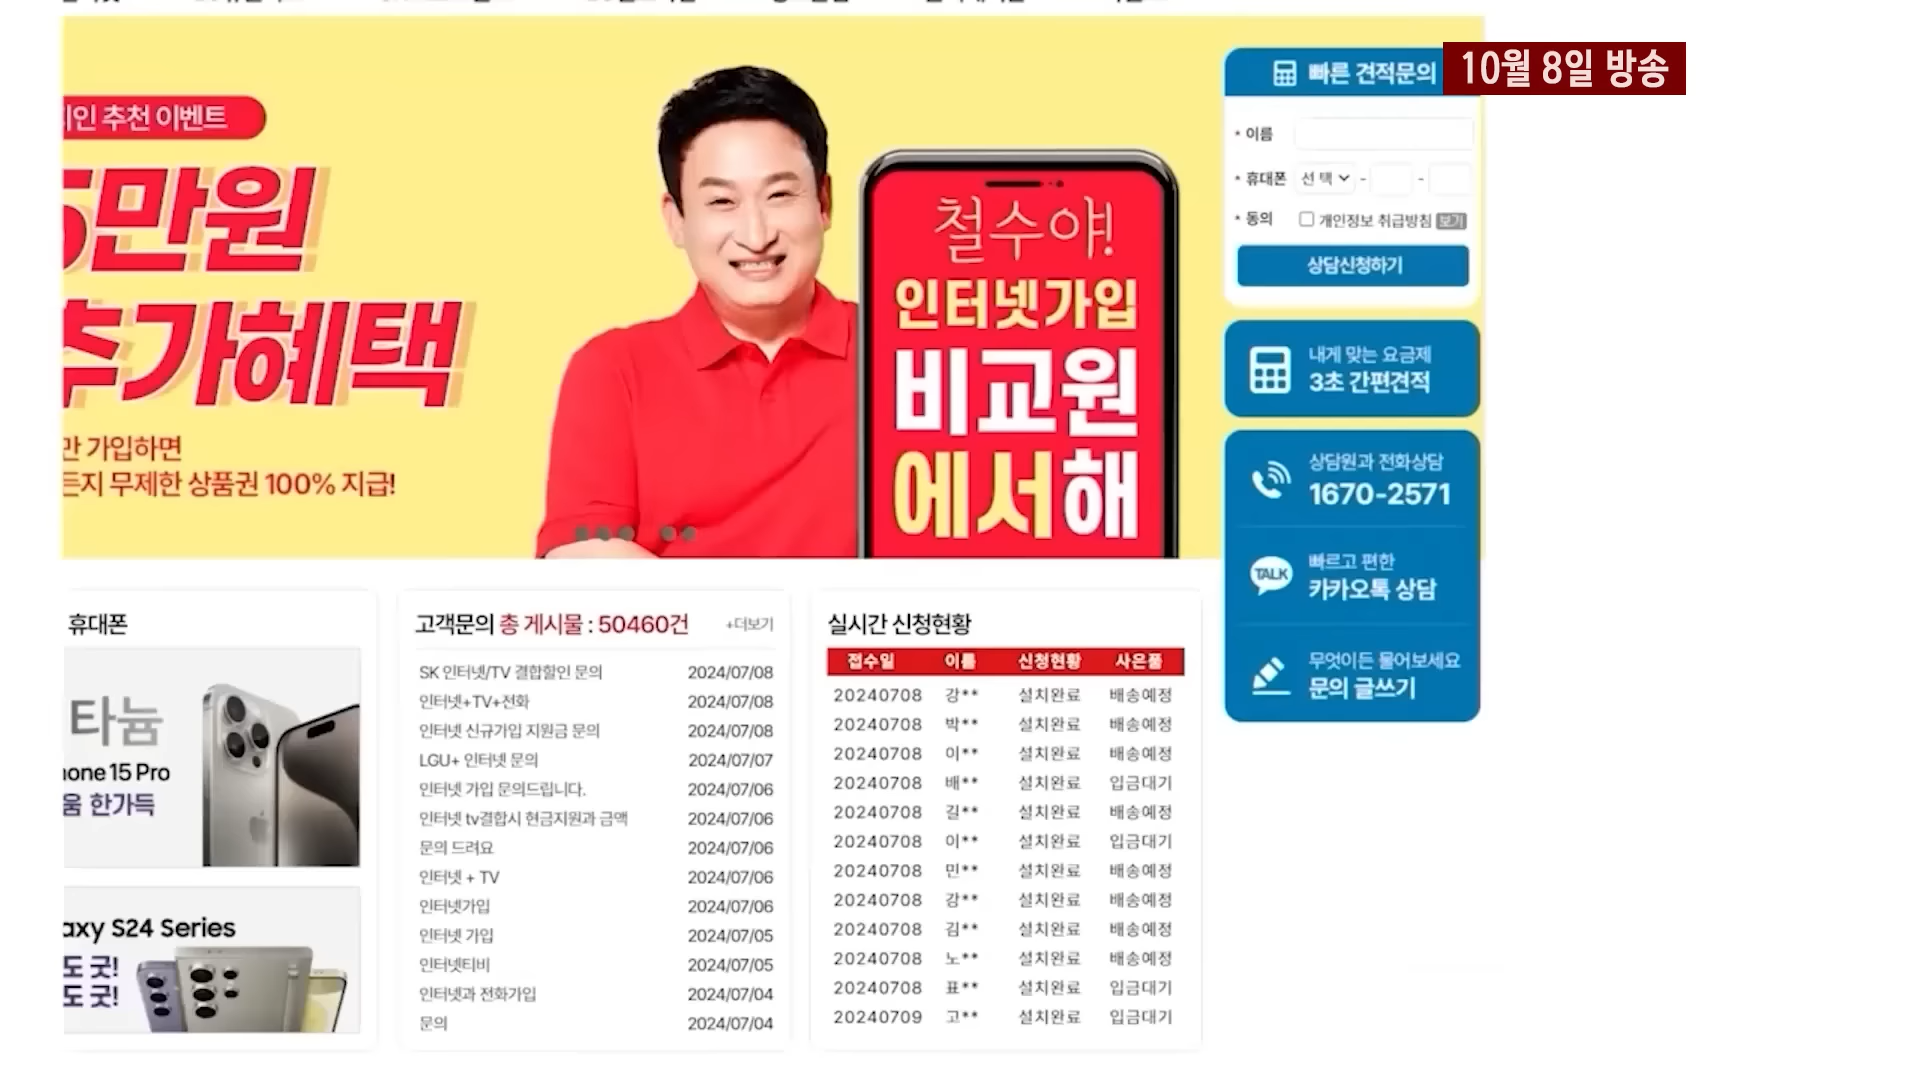 10월 8일 방송
인 추천 이벤트
5만원
추가혜택
만 가입하면
든지 무제한 상품권 100% 지급!
철수야!
인터넷가입
비교원
에서해
빠른 견적문의
* 이름
* 휴대폰 선택 - -
* 동의 개인정보 취급방침 보기
상담신청하기
내게 맞는 요금제
3초 간편견적
상담원과 전화상담
1670-2571
빠르고 편한
TALK 카카오톡 상담
무엇이든 물어보세요
문의 글쓰기
휴대폰
티타늄
one 15 Pro
움 한가득
axy S24 Series
도 굿!
도 굿!
고객문의 총 게시물 : 50460건 +더보기
SK 인터넷/TV 결합할인 문의 2024/07/08
인터넷+TV+전화 2024/07/08
인터넷 신규가입 지원금 문의 2024/07/08
LGU+ 인터넷 문의 2024/07/07
인터넷 가입 문의드립니다. 2024/07/06
인터넷 tv결합시 현금지원과 금액 2024/07/06
문의 드려요 2024/07/06
인터넷 + TV 2024/07/06
인터넷가입 2024/07/06
인터넷 가입 2024/07/05
인터넷티비 2024/07/05
인터넷과 전화가입 2024/07/04
문의 2024/07/04
실시간 신청현황
접수일 이름 신청현황 사은품
20240708 강** 설치완료 배송예정
20240708 박** 설치완료 배송예정
20240708 이** 설치완료 배송예정
20240708 배** 설치완료 입금대기
20240708 길** 설치완료 배송예정
20240708 이** 설치완료 입금대기
20240708 민** 설치완료 배송예정
20240708 강** 설치완료 배송예정
20240708 김** 설치완료 배송예정
20240708 노** 설치완료 배송예정
20240708 표** 설치완료 입금대기
20240709 고** 설치완료 입금대기